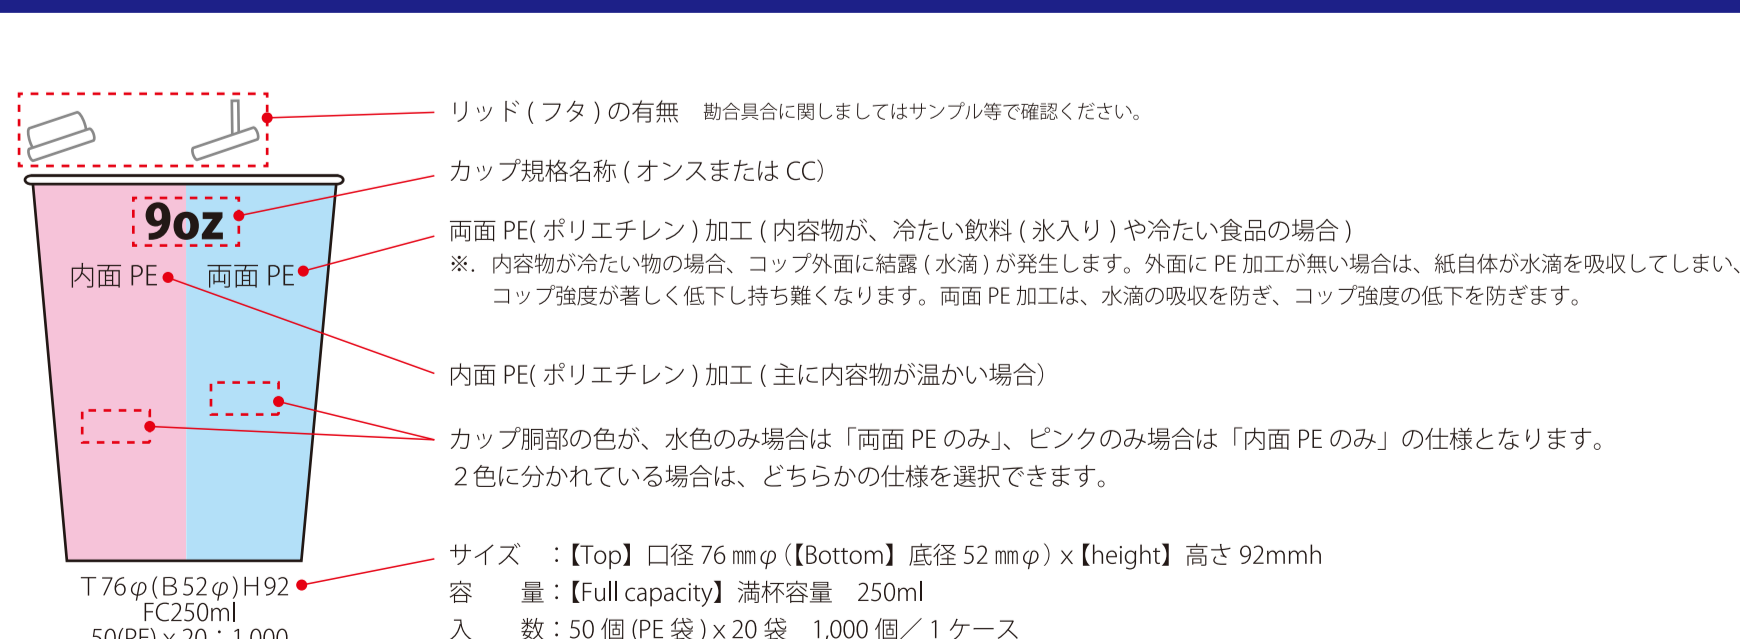 リッド ( フタ ) の有無　勘合具合に関しましてはサンプル等で確認ください。
カップ規格名称 ( オンスまたは CC)
9oz
両面 PE( ポリエチレン ) 加工 ( 内容物が、冷たい飲料 ( 氷入り ) や冷たい食品の場合 )
※. 内容物が冷たい物の場合、コップ外面に結露 ( 水滴 ) が発生します。外面に PE 加工が無い場合は、紙自体が水滴を吸収してしまい、
コップ強度が著しく低下し持ち難くなります。両面 PE 加工は、水滴の吸収を防ぎ、コップ強度の低下を防ぎます。
内面 PE　両面 PE
内面 PE( ポリエチレン ) 加工 ( 主に内容物が温かい場合)
カップ胴部の色が、水色のみ場合は「両面 PE のみ」、ピンクのみ場合は「内面 PE のみ」の仕様となります。
２色に分かれている場合は、どちらかの仕様を選択できます。
サイズ　：【Top】口径 76 ㎜φ (【Bottom】底径 52 ㎜φ ) x【height】高さ 92mmh
容　　量：【Full capacity】満杯容量　250ml
入　　数：50 個 (PE 袋 ) x 20 袋　1,000 個／ 1 ケース
T 76φ(B 52φ) H 92
FC250ml
50(PE) x 20：1,000